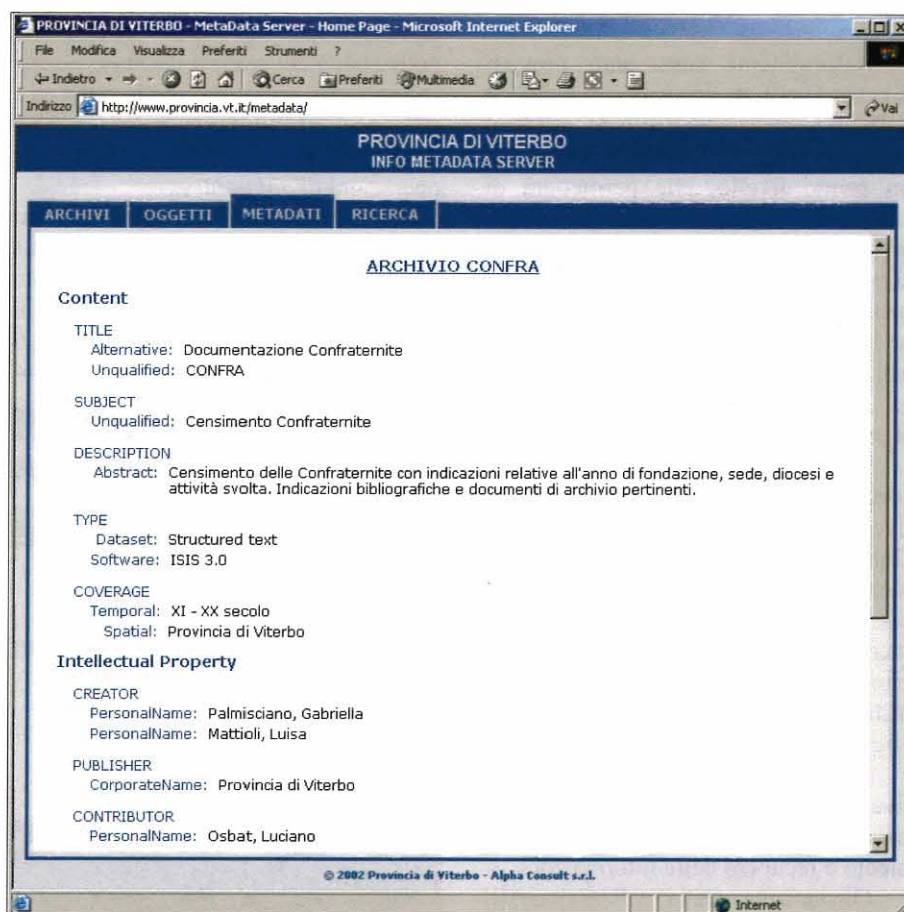 PROVINCIA DI VITERBO - MetaData Server - Home Page - Microsoft Internet Explorer
File Modifica Visualizza Preferiti Strumenti ?
Indietro Cerca Preferiti Multimedia
Indirizzo http://www.provincia.vt.it/metadata/ Vai
PROVINCIA DI VITERBO
INFO METADATA SERVER
ARCHIVI OGGETTI METADATI RICERCA
ARCHIVIO CONFRA
Content
TITLE
Alternative: Documentazione Confraternite
Unqualified: CONFRA
SUBJECT
Unqualified: Censimento Confraternite
DESCRIPTION
Abstract: Censimento delle Confraternite con indicazioni relative all'anno di fondazione, sede, diocesi e
attività svolta. Indicazioni bibliografiche e documenti di archivio pertinenti.
TYPE
Dataset: Structured text
Software: ISIS 3.0
COVERAGE
Temporal: XI - XX secolo
Spatial: Provincia di Viterbo
Intellectual Property
CREATOR
PersonalName: Palmisciano, Gabriella
PersonalName: Mattioli, Luisa
PUBLISHER
CorporateName: Provincia di Viterbo
CONTRIBUTOR
PersonalName: Osbat, Luciano
© 2002 Provincia di Viterbo - Alpha Consult s.r.l.
Internet